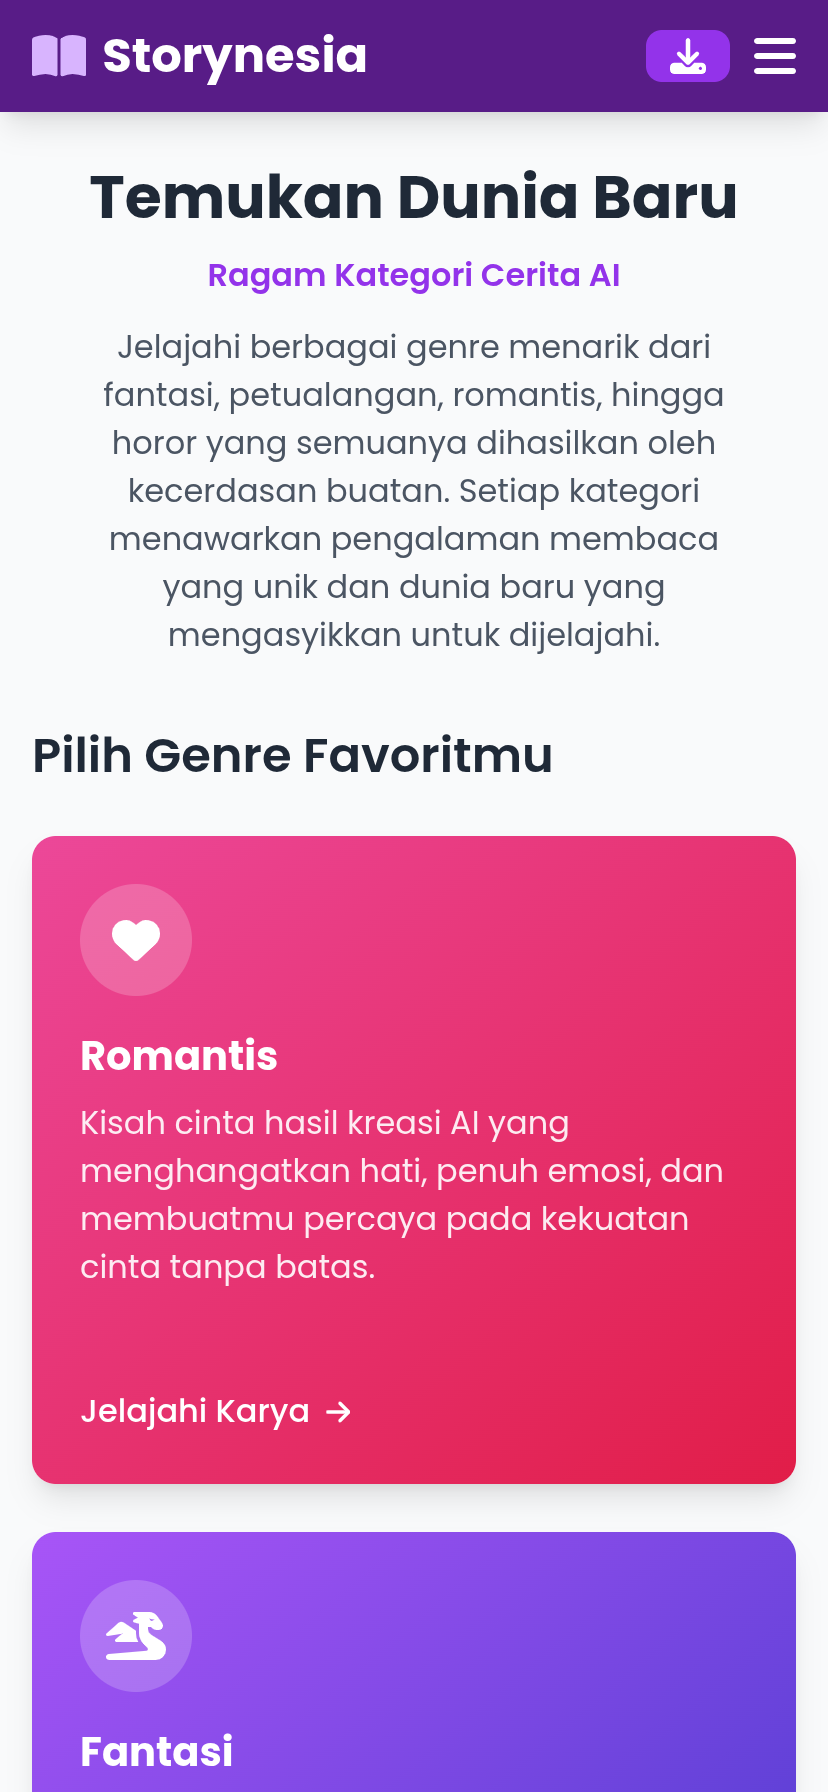 Storynesia
Temukan Dunia Baru
Ragam Kategori Cerita AI
Jelajahi berbagai genre menarik dari
fantasi, petualangan, romantis, hingga
horor yang semuanya dihasilkan oleh
kecerdasan buatan. Setiap kategori
menawarkan pengalaman membaca
yang unik dan dunia baru yang
mengasyikkan untuk dijelajahi.
Pilih Genre Favoritmu
Romantis
Kisah cinta hasil kreasi AI yang
menghangatkan hati, penuh emosi, dan
membuatmu percaya pada kekuatan
cinta tanpa batas.
Jelajahi Karya
Fantasi